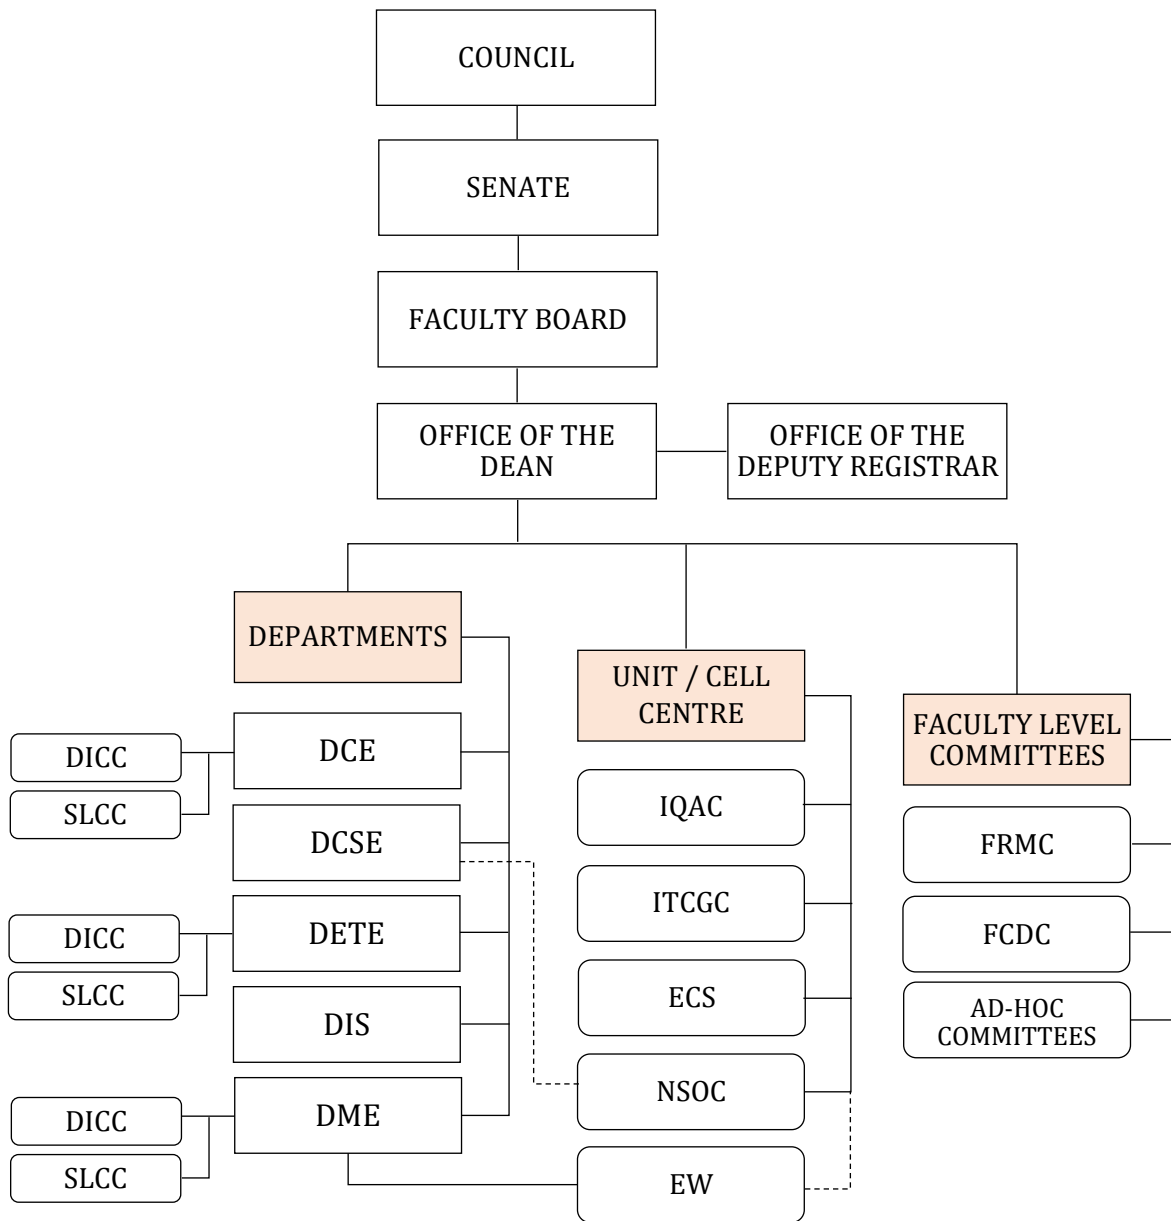 COUNCIL
SENATE
FACULTY BOARD
OFFICE OF THE
DEAN
OFFICE OF THE
DEPUTY REGISTRAR
DEPARTMENTS
DCE
DICC
SLCC
DCSE
DETE
DICC
SLCC
DIS
DME
DICC
SLCC
UNIT / CELL
CENTRE
IQAC
ITCGC
ECS
NSOC
EW
FACULTY LEVEL
COMMITTEES
FRMC
FCDC
AD-HOC
COMMITTEES